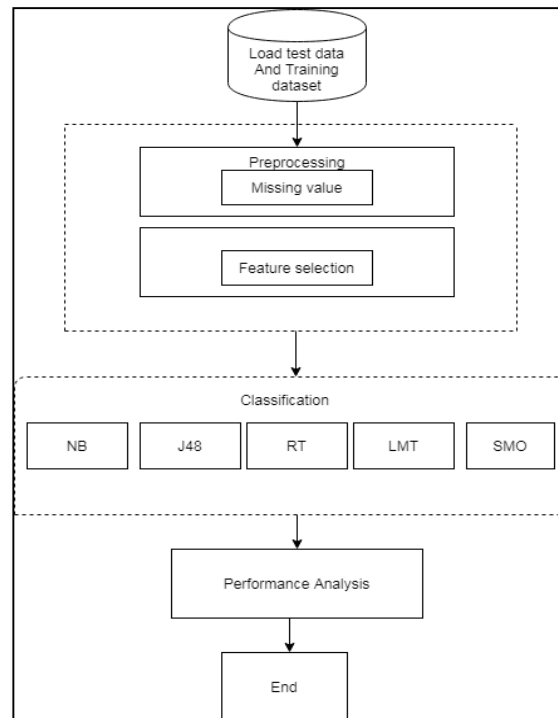 Load test data
And Training
dataset
Preprocessing
Missing value
Feature selection
Classification
NB
J48
RT
LMT
SMO
Performance Analysis
End